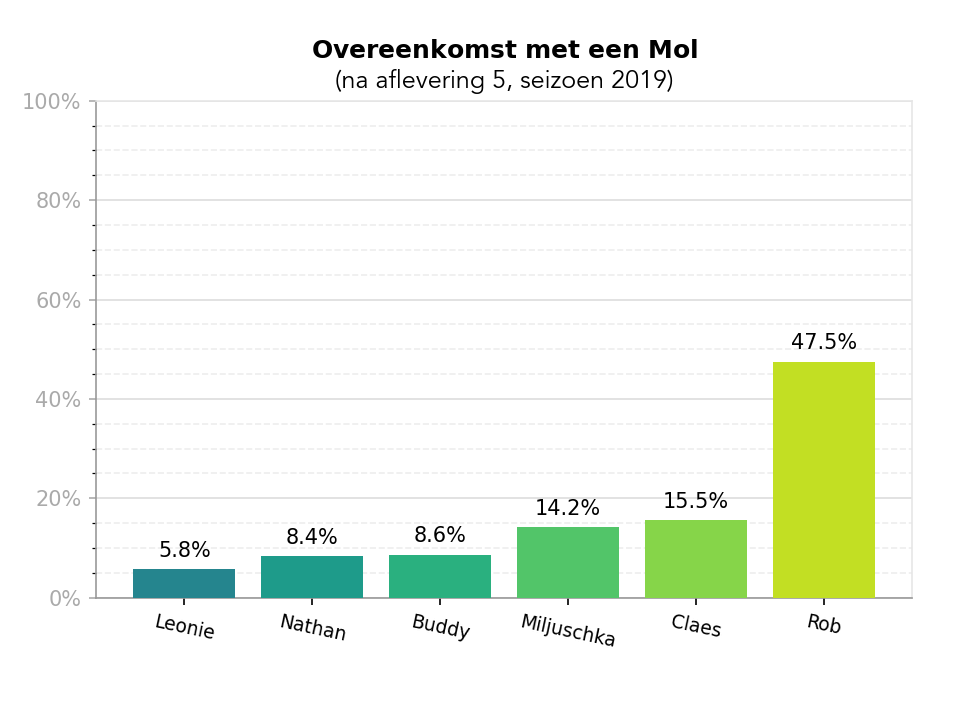 Overeenkomst met een Mol
(na aflevering 5, seizoen 2019)
100%
80%
60%
40%
20%
0%
5.8%
8.4%
8.6%
14.2%
15.5%
47.5%
Leonie
Nathan
Buddy
Miljuschka
Claes
Rob